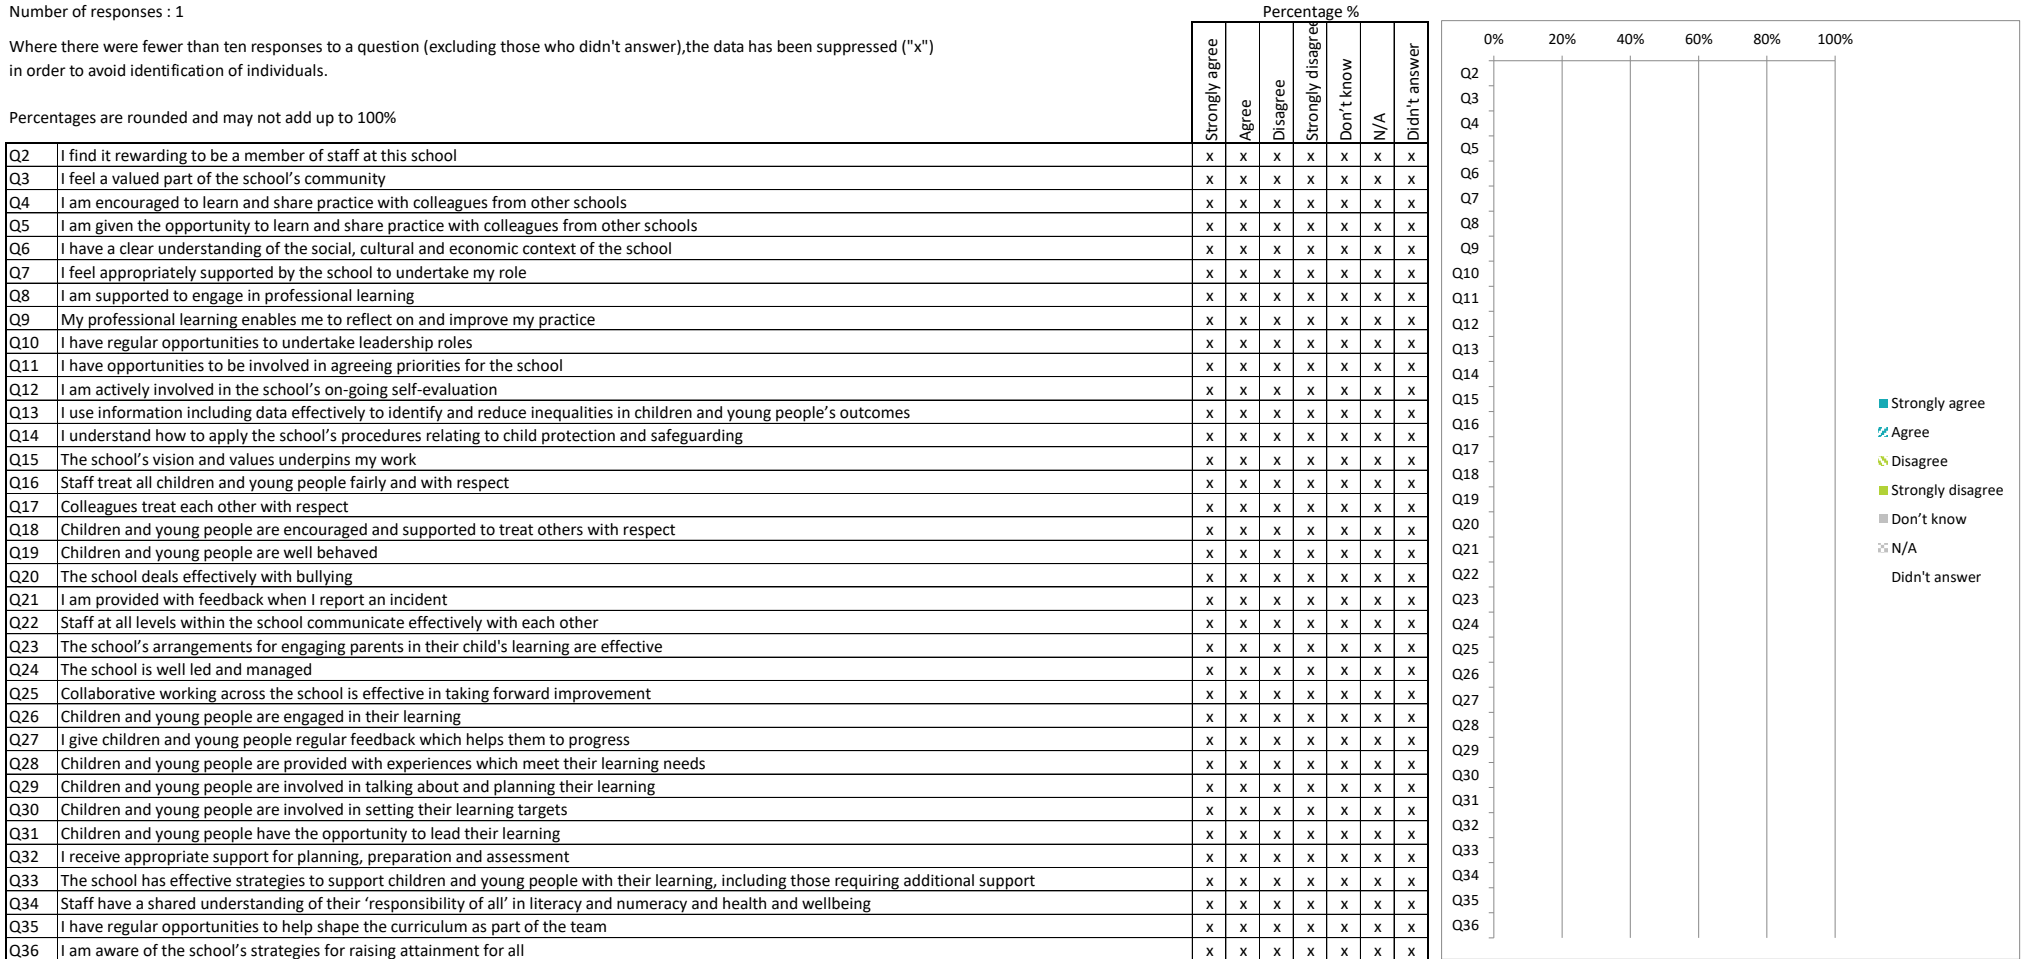 Number of responses : 1
Percentage %
Where there were fewer than ten responses to a question (excluding those who didn't answer),the data has been suppressed ("x")
in order to avoid identification of individuals.
Percentages are rounded and may not add up to 100%
Strongly agree
Agree
Disagree
Strongly disagree
Don't know
N/A
Didn't answer
Q2 I find it rewarding to be a member of staff at this school x x x x x x x
Q3 I feel a valued part of the school's community x x x x x x x
Q4 I am encouraged to learn and share practice with colleagues from other schools x x x x x x x
Q5 I am given the opportunity to learn and share practice with colleagues from other schools x x x x x x x
Q6 I have a clear understanding of the social, cultural and economic context of the school x x x x x x x
Q7 I feel appropriately supported by the school to undertake my role x x x x x x x
Q8 I am supported to engage in professional learning x x x x x x x
Q9 My professional learning enables me to reflect on and improve my practice x x x x x x x
Q10 I have regular opportunities to undertake leadership roles x x x x x x x
Q11 I have opportunities to be involved in agreeing priorities for the school x x x x x x x
Q12 I am actively involved in the school's on-going self-evaluation x x x x x x x
Q13 I use information including data effectively to identify and reduce inequalities in children and young people's outcomes x x x x x x x
Q14 I understand how to apply the school's procedures relating to child protection and safeguarding x x x x x x x
Q15 The school's vision and values underpins my work x x x x x x x
Q16 Staff treat all children and young people fairly and with respect x x x x x x x
Q17 Colleagues treat each other with respect x x x x x x x
Q18 Children and young people are encouraged and supported to treat others with respect x x x x x x x
Q19 Children and young people are well behaved x x x x x x x
Q20 The school deals effectively with bullying x x x x x x x
Q21 I am provided with feedback when I report an incident x x x x x x x
Q22 Staff at all levels within the school communicate effectively with each other x x x x x x x
Q23 The school's arrangements for engaging parents in their child's learning are effective x x x x x x x
Q24 The school is well led and managed x x x x x x x
Q25 Collaborative working across the school is effective in taking forward improvement x x x x x x x
Q26 Children and young people are engaged in their learning x x x x x x x
Q27 I give children and young people regular feedback which helps them to progress x x x x x x x
Q28 Children and young people are provided with experiences which meet their learning needs x x x x x x x
Q29 Children and young people are involved in talking about and planning their learning x x x x x x x
Q30 Children and young people are involved in setting their learning targets x x x x x x x
Q31 Children and young people have the opportunity to lead their learning x x x x x x x
Q32 I receive appropriate support for planning, preparation and assessment x x x x x x x
Q33 The school has effective strategies to support children and young people with their learning, including those requiring additional support x x x x x x x
Q34 Staff have a shared understanding of their ‘responsibility of all’ in literacy and numeracy and health and wellbeing x x x x x x x
Q35 I have regular opportunities to help shape the curriculum as part of the team x x x x x x x
Q36 I am aware of the school's strategies for raising attainment for all x x x x x x x
0% 20% 40% 60% 80% 100%
Q2
Q3
Q4
Q5
Q6
Q7
Q8
Q9
Q10
Q11
Q12
Q13
Q14
Q15
Q16
Q17
Q18
Q19
Q20
Q21
Q22
Q23
Q24
Q25
Q26
Q27
Q28
Q29
Q30
Q31
Q32
Q33
Q34
Q35
Q36
Strongly agree
Agree
Disagree
Strongly disagree
Don't know
N/A
Didn't answer